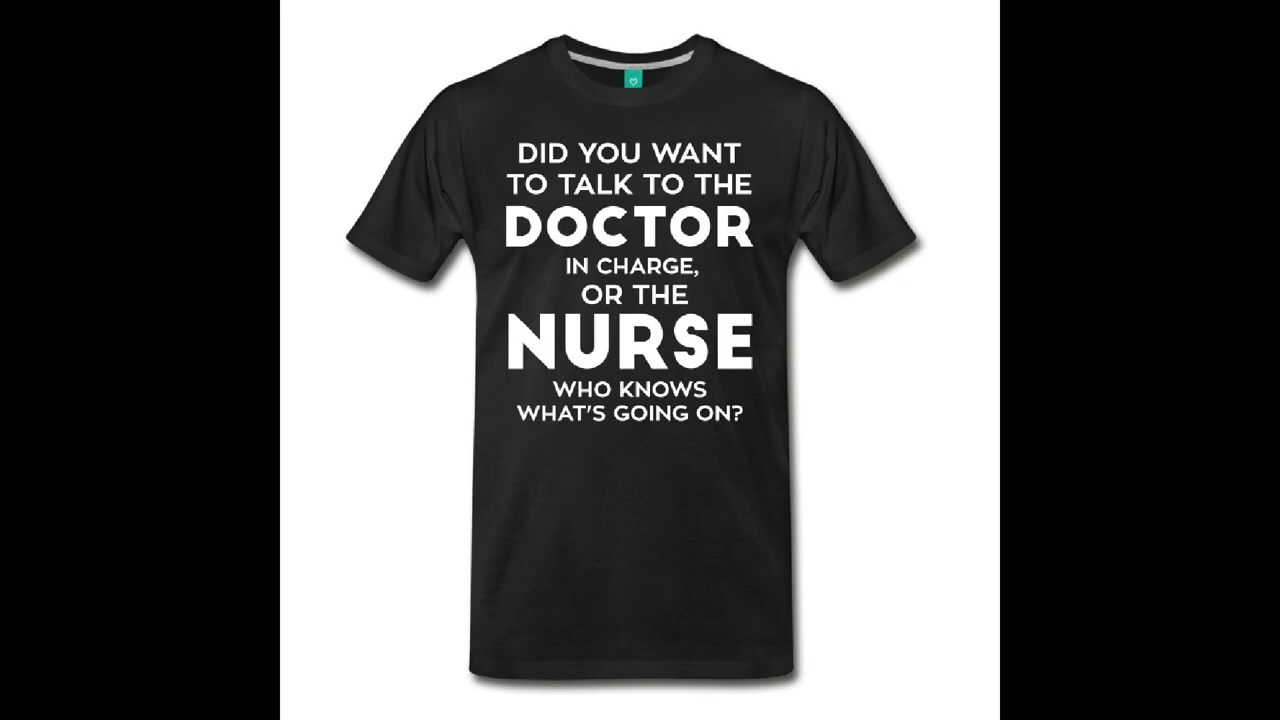 DID YOU WANT
TO TALK TO THE
DOCTOR
IN CHARGE,
OR THE
NURSE
WHO KNOWS
WHAT'S GOING ON?